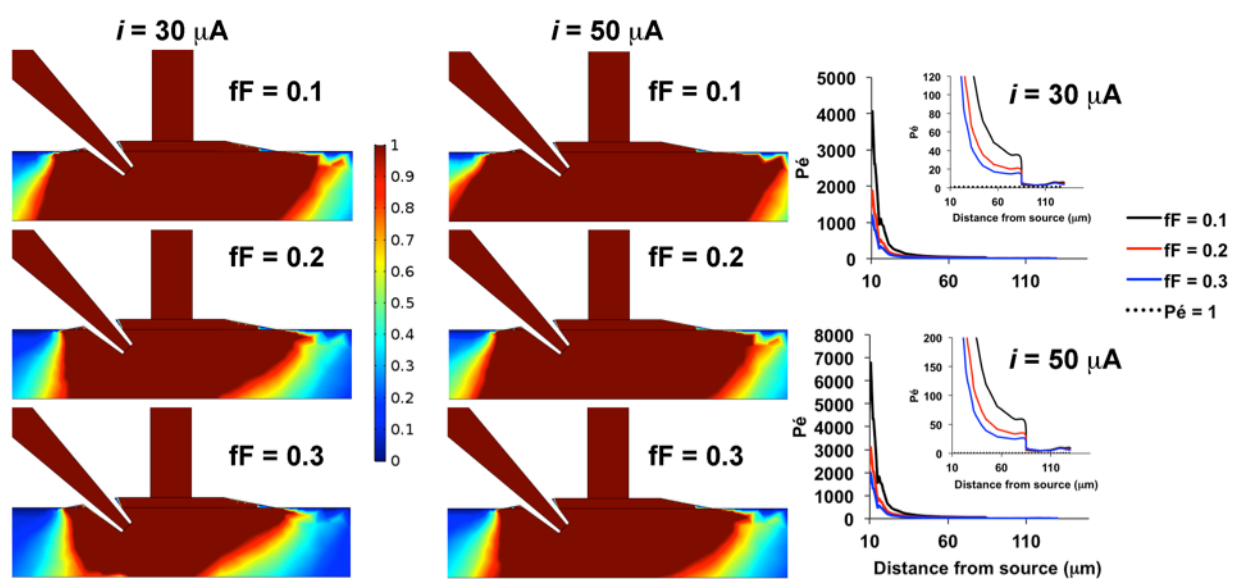 i = 30 μA
i = 50 μA
fF = 0.1
fF = 0.2
fF = 0.3
1
0.9
0.8
0.7
0.6
0.5
0.4
0.3
0.2
0.1
0
fF = 0.1
fF = 0.2
fF = 0.3
5000
4000
3000
2000
1000
0
Pé
10 60 110
120
100
80
60
40
20
0
Pé
10 60 110
Distance from source (μm)
i = 30 μA
fF = 0.1
fF = 0.2
fF = 0.3
Pé = 1
8000
7000
6000
5000
4000
3000
2000
1000
0
Pé
10 60 110
Distance from source (μm)
200
150
100
50
0
Pé
10 60 110
Distance from source (μm)
i = 50 μA